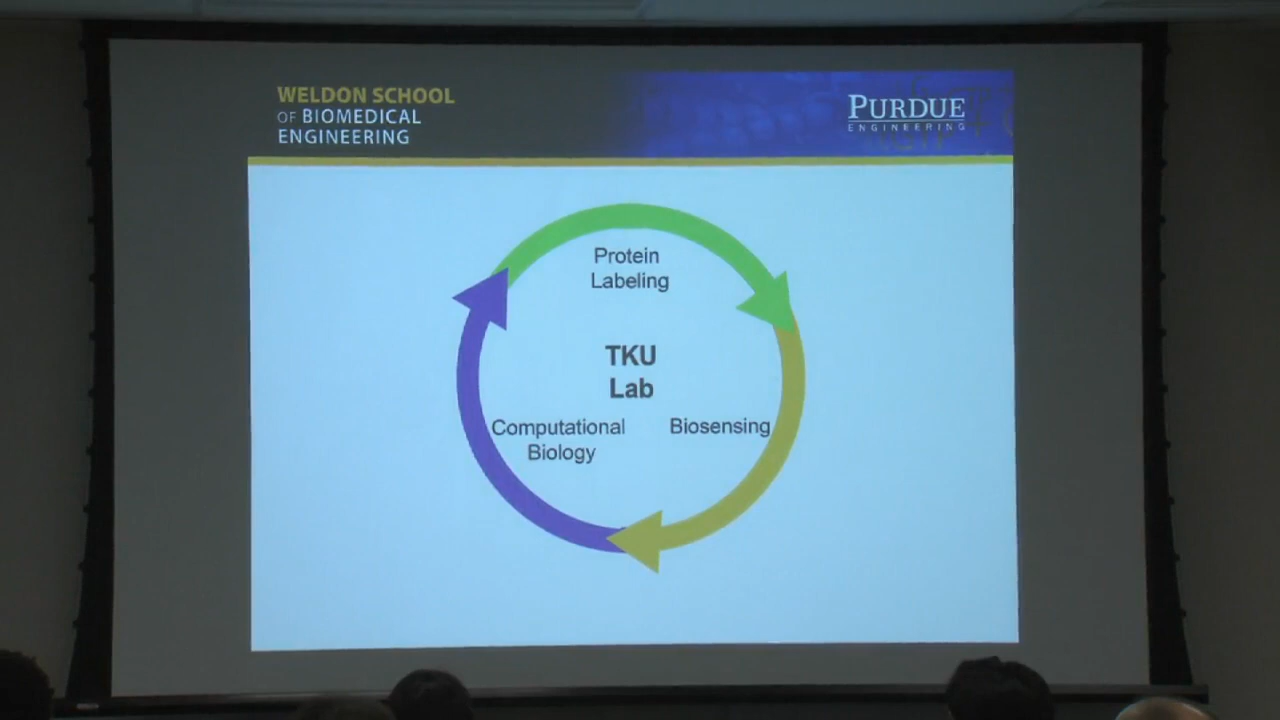 WELDON SCHOOL
OF BIOMEDICAL
ENGINEERING
PURDUE
ENGINEERING
Protein
Labeling
TKU
Lab
Computational
Biology
Biosensing